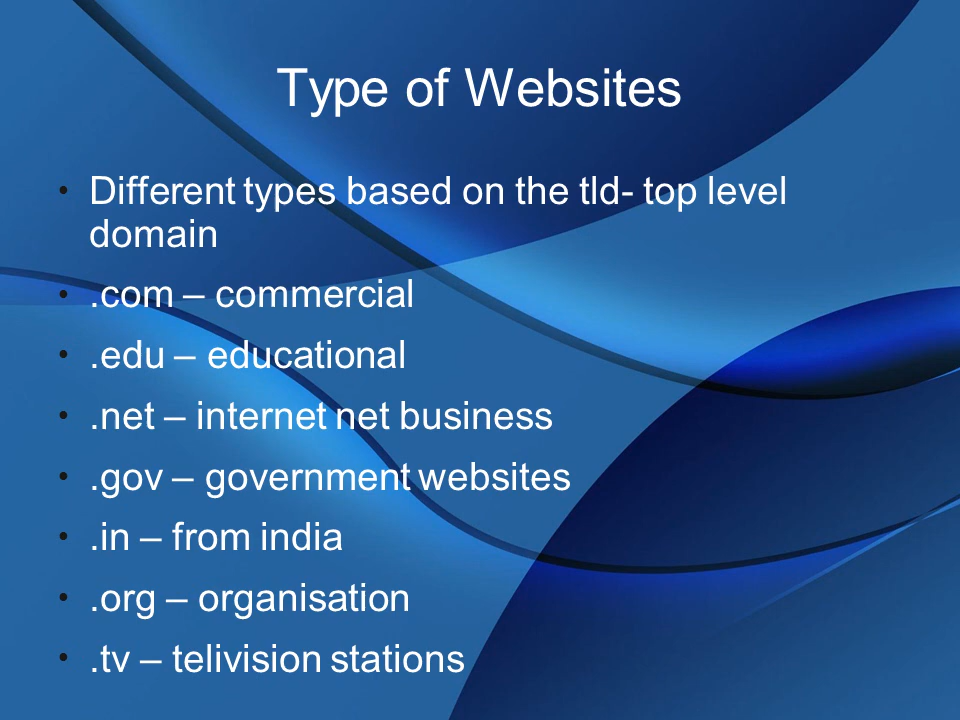 Type of Websites
• Different types based on the tld- top level
domain
• .com – commercial
• .edu – educational
• .net – internet net business
• .gov – government websites
• .in – from india
• .org – organisation
• .tv – telivision stations